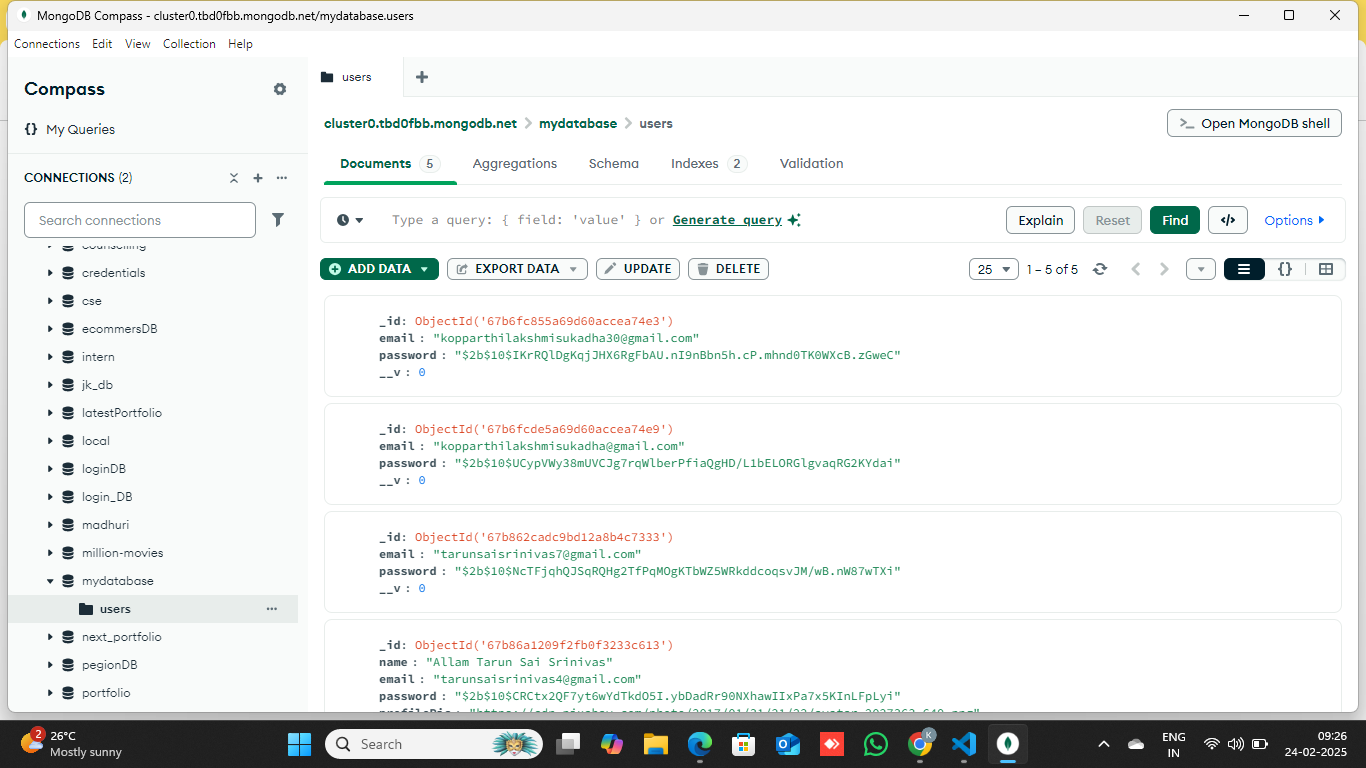 MongoDB Compass - cluster0.tbd0fbb.mongodb.net/mydatabase.users
Connections Edit View Collection Help
Compass
My Queries
CONNECTIONS (2)
Search connections
counselling
credentials
cse
ecommersDB
intern
jk_db
latestPortfolio
local
loginDB
login_DB
madhuri
million-movies
mydatabase
users
next_portfolio
pegionDB
portfolio
users
cluster0.tbd0fbb.mongodb.net > mydatabase > users
>_ Open MongoDB shell
Documents 5 Aggregations Schema Indexes 2 Validation
Type a query: { field: 'value' } or Generate query
Explain Reset Find </> Options
ADD DATA EXPORT DATA UPDATE DELETE
25 1 – 5 of 5 {}
_id: ObjectId('67b6fc855a69d60accea74e3')
email : "kopparthilakshmisukadha30@gmail.com"
password : "$2b$10$IKrRQlDgKqjJHX6RgFbAU.nI9nBbn5h.cP.mhnd0TK0WXcB.zGweC"
__v : 0
_id: ObjectId('67b6fcde5a69d60accea74e9')
email : "kopparthilakshmisukadha@gmail.com"
password : "$2b$10$UCypVWy38mUVCJg7rqWlberPfiaQgHD/L1bELORGlgvaqRG2KYdai"
__v : 0
_id: ObjectId('67b862cadc9bd12a8b4c7333')
email : "tarunsaisrinivas7@gmail.com"
password : "$2b$10$NcTFjqhQJSqRQHg2TfPqMOgKTbWZ5WRkddcoqsvJM/wB.nW87wTXi"
__v : 0
_id: ObjectId('67b86a1209f2fb0f3233c613')
name : "Allam Tarun Sai Srinivas"
email : "tarunsaisrinivas4@gmail.com"
password : "$2b$10$CRCtx2QF7yt6wYdTkdO5I.ybDadRr90NXhawIIxPa7x5KInLFpLyi"
2
26°C
Mostly sunny
Search
K
ENG
IN
09:26
24-02-2025